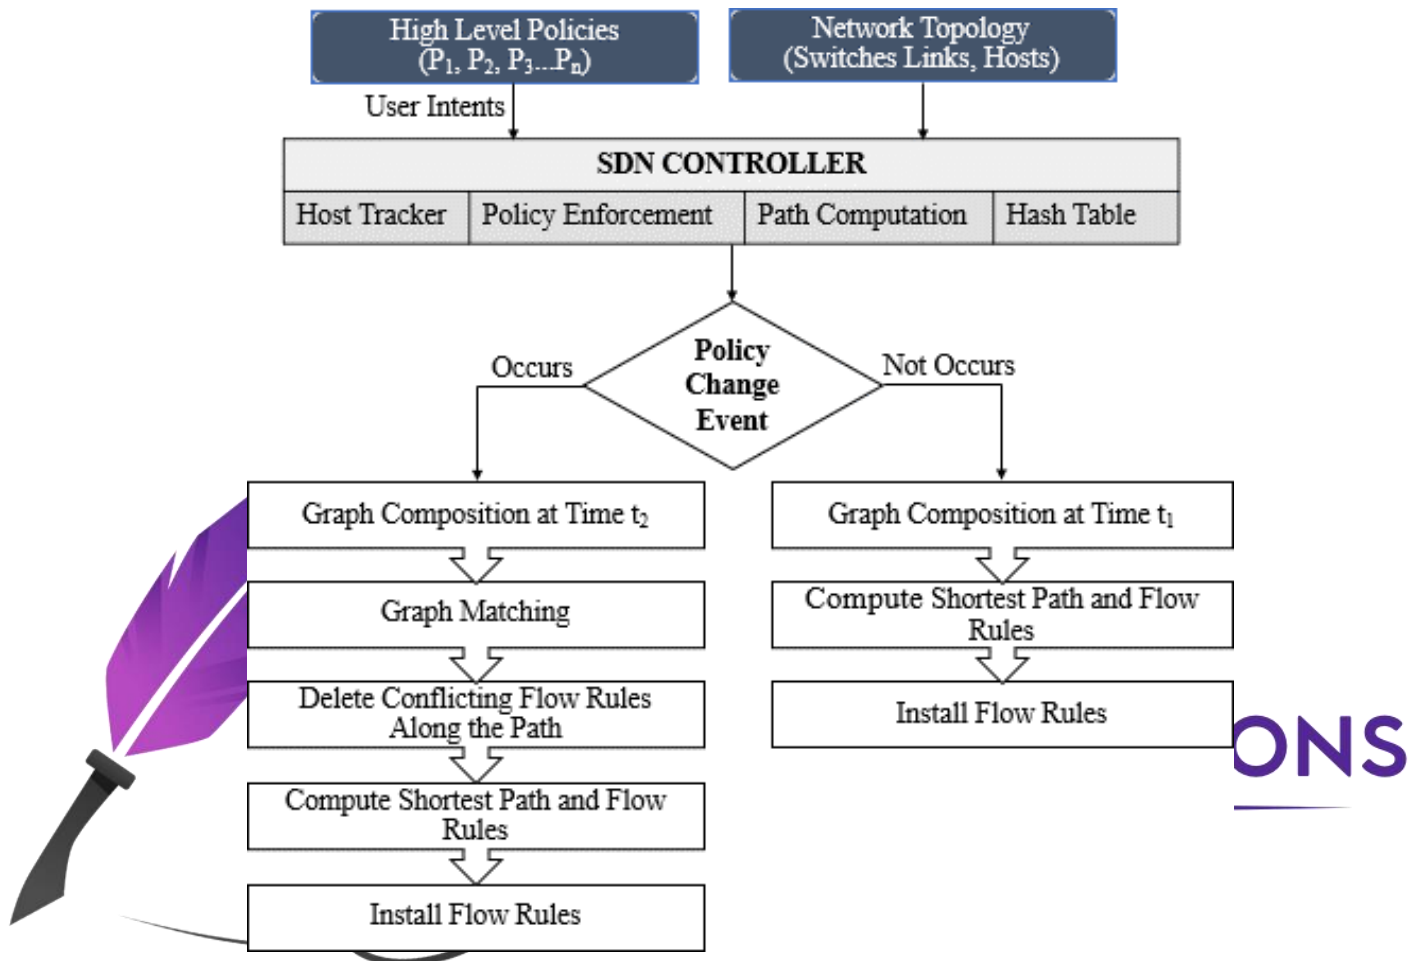 High Level Policies
(P₁, P₂, P₃...Pₙ)
Network Topology
(Switches Links, Hosts)
User Intents
SDN CONTROLLER
Host Tracker
Policy Enforcement
Path Computation
Hash Table
Policy
Change
Event
Occurs
Not Occurs
Graph Composition at Time t₂
Graph Matching
Delete Conflicting Flow Rules
Along the Path
Compute Shortest Path and Flow
Rules
Install Flow Rules
Graph Composition at Time t₁
Compute Shortest Path and Flow
Rules
Install Flow Rules
ONS